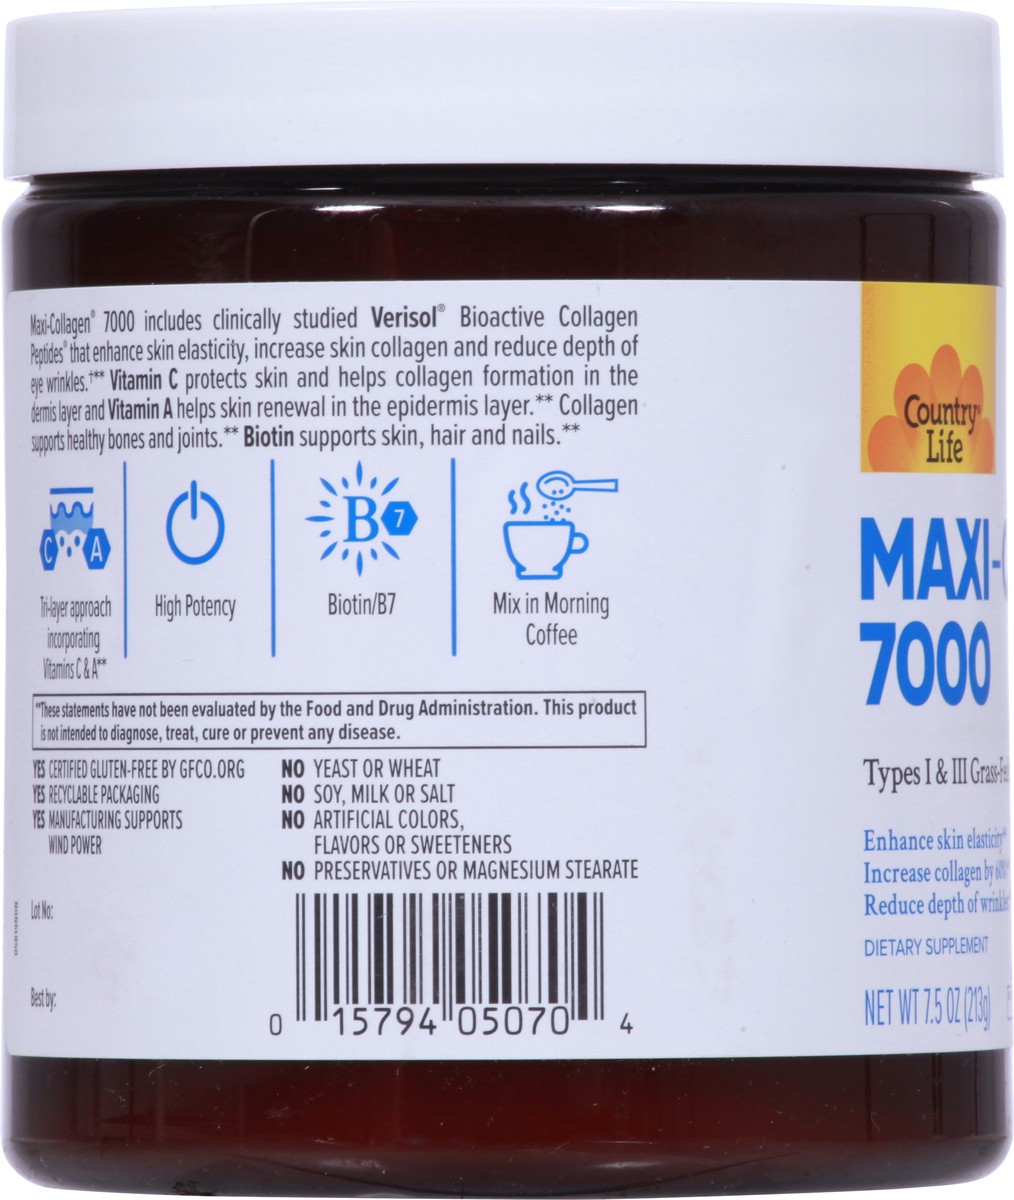 Maxi-Collagen® 7000 includes clinically studied Verisol® Bioactive Collagen
Peptides® that enhance skin elasticity, increase skin collagen and reduce depth of
eye wrinkles.†** Vitamin C protects skin and helps collagen formation in the
dermis layer and Vitamin A helps skin renewal in the epidermis layer.** Collagen
supports healthy bones and joints.** Biotin supports skin, hair and nails.**
C A
B 7
Tri-layer approach
incorporating
Vitamins C & A**
High Potency
Biotin/B7
Mix in Morning
Coffee
**These statements have not been evaluated by the Food and Drug Administration. This product
is not intended to diagnose, treat, cure or prevent any disease.
YES CERTIFIED GLUTEN-FREE BY GFCO.ORG
YES RECYCLABLE PACKAGING
YES MANUFACTURING SUPPORTS
WIND POWER
NO YEAST OR WHEAT
NO SOY, MILK OR SALT
NO ARTIFICIAL COLORS,
FLAVORS OR SWEETENERS
NO PRESERVATIVES OR MAGNESIUM STEARATE
Lot No:
Best by:
0 15794 05070 4
Country®
Life
MAXI-
7000
Types I & III Grass-Fed
Enhance skin elasticity**
Increase collagen by 60%
Reduce depth of wrinkles
DIETARY SUPPLEMENT
NET WT 7.5 OZ (213g)